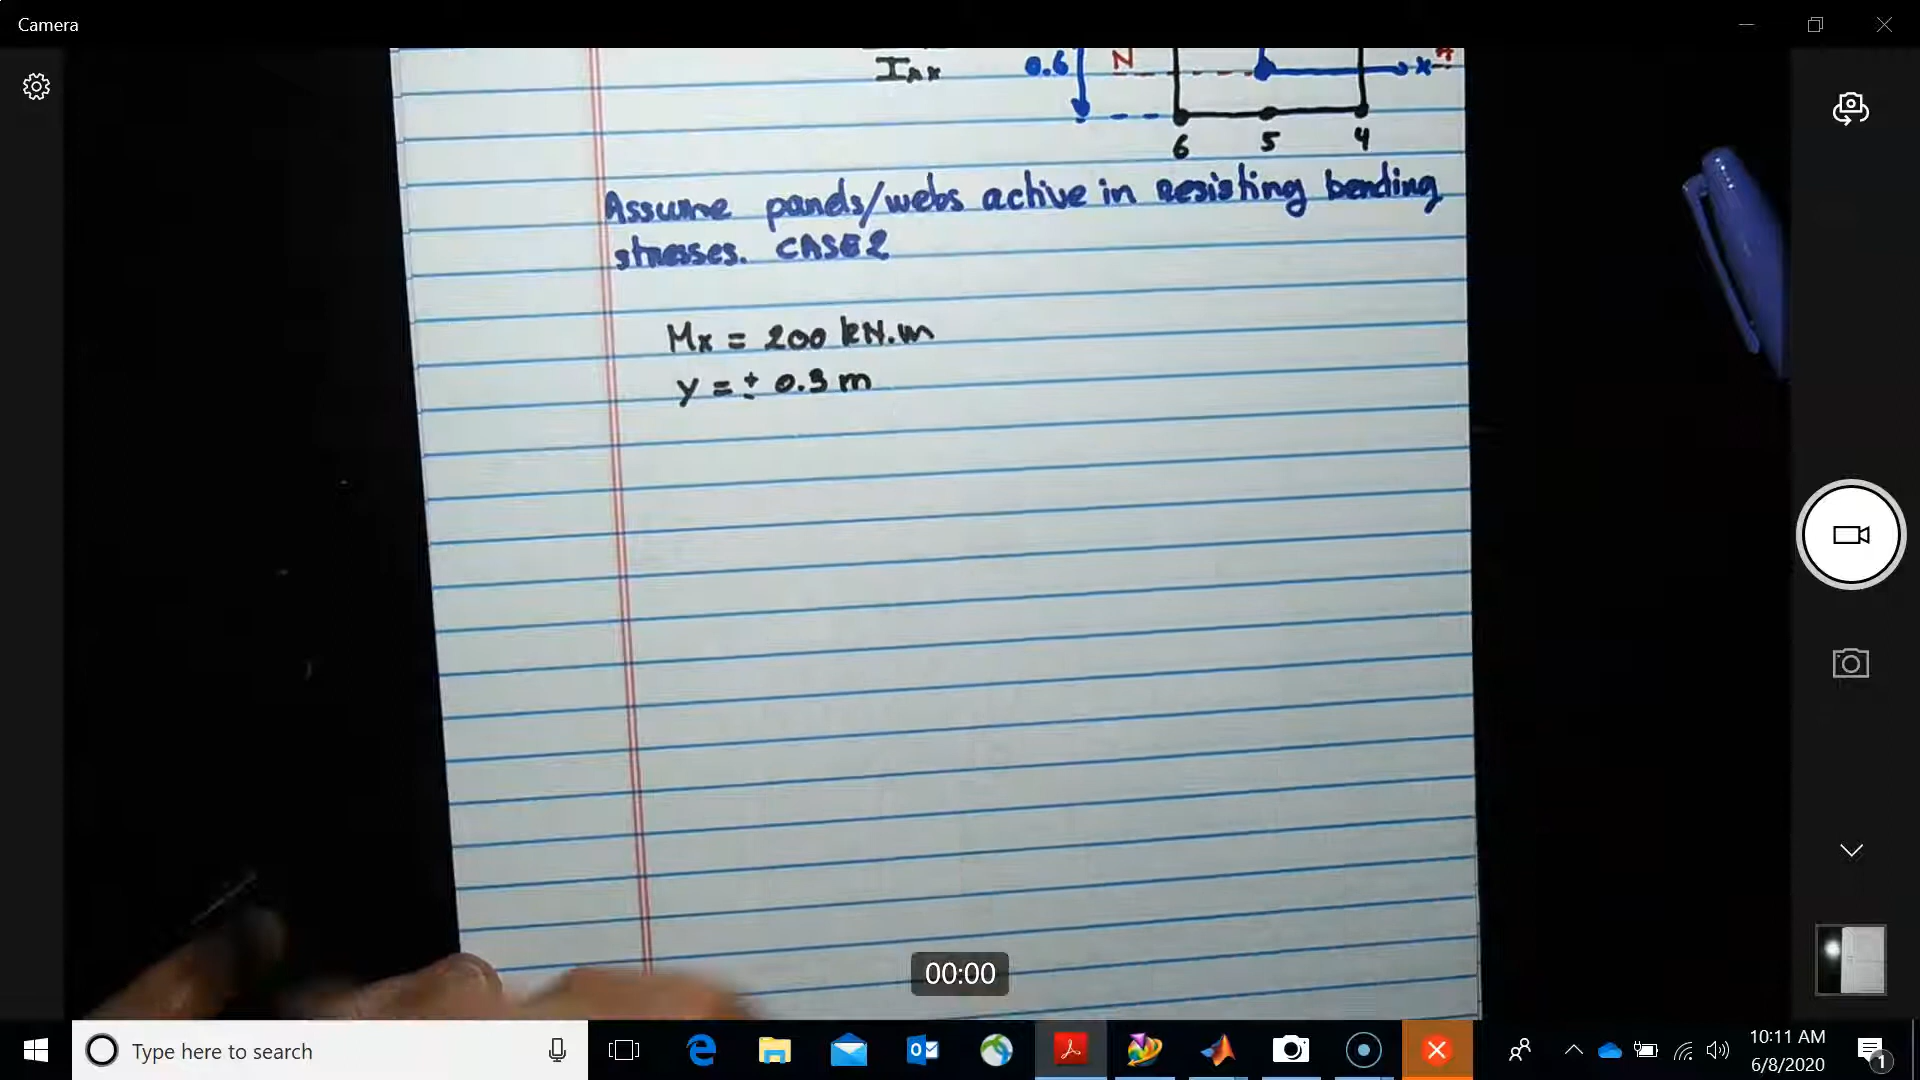 Camera
0.6 N x A
Ixx
6 5 4
Assume panels/webs active in resisting bending
stresses. CASE 2
Mx = 200 kN.m
y = ± 0.3 m
00:00
Type here to search
10:11 AM
6/8/2020
1